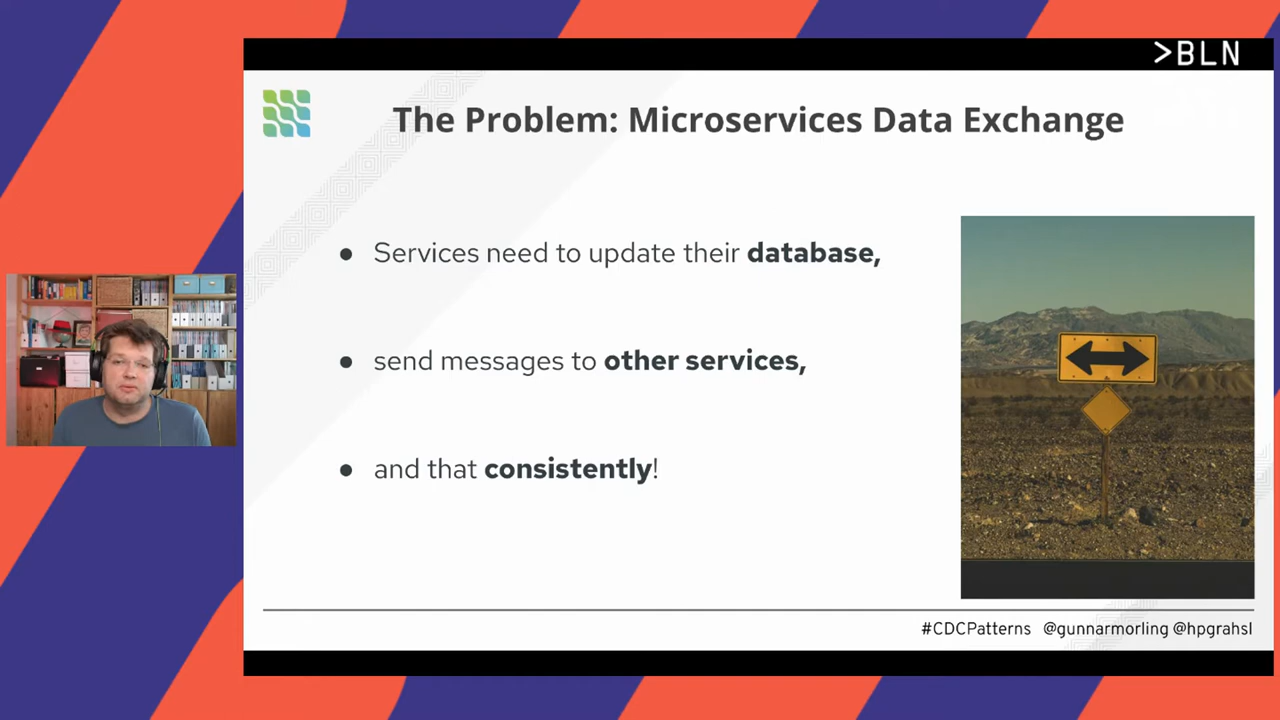 >BLN
The Problem: Microservices Data Exchange
● Services need to update their database,
● send messages to other services,
● and that consistently!
#CDCPatterns @gunnarmorling @hpgrahsl